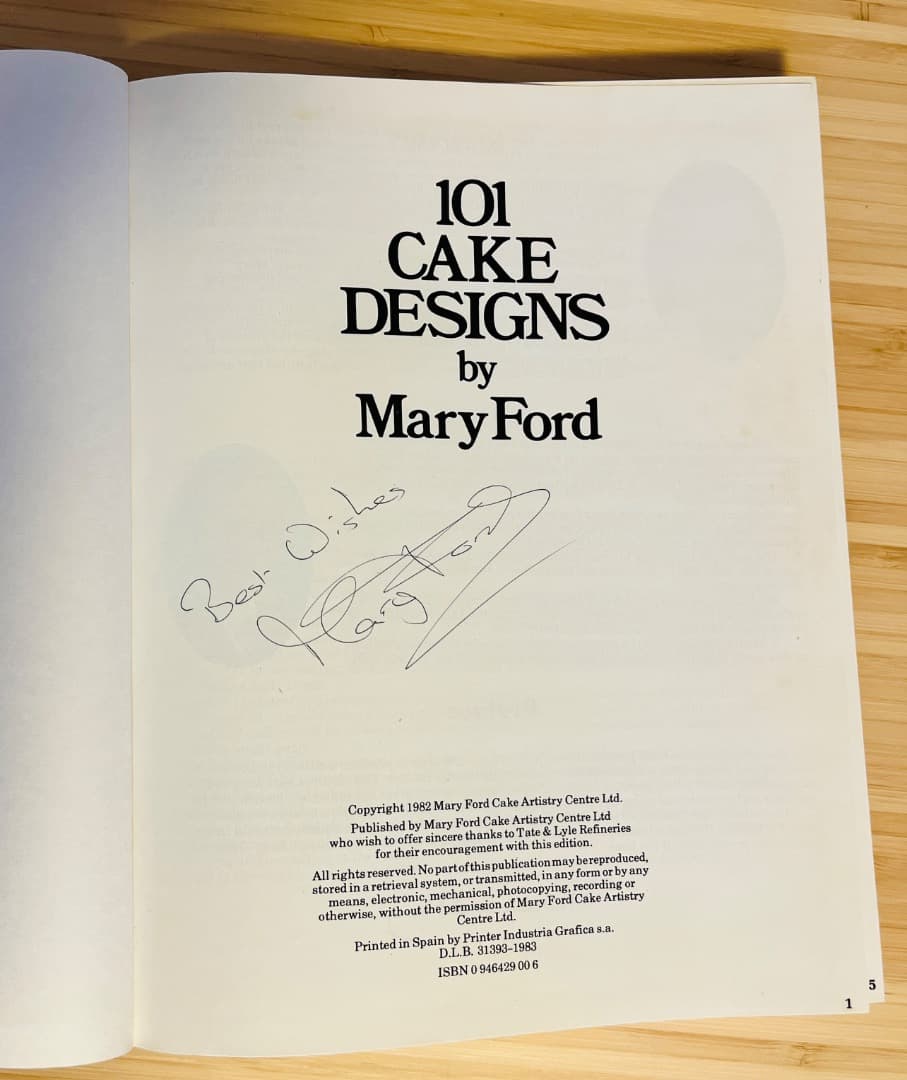 101
CAKE
DESIGNS
by
Mary Ford
Best Wishes
Mary Ford
Copyright 1982 Mary Ford Cake Artistry Centre Ltd.
Published by Mary Ford Cake Artistry Centre Ltd
who wish to offer sincere thanks to Tate & Lyle Refineries
for their encouragement with this edition.
All rights reserved. No part of this publication may be reproduced,
stored in a retrieval system, or transmitted, in any form or by any
means, electronic, mechanical, photocopying, recording or
otherwise, without the permission of Mary Ford Cake Artistry
Centre Ltd.
Printed in Spain by Printer Industria Grafica s.a.
D.L.B. 31393-1983
ISBN 0 946429 00 6
5
1